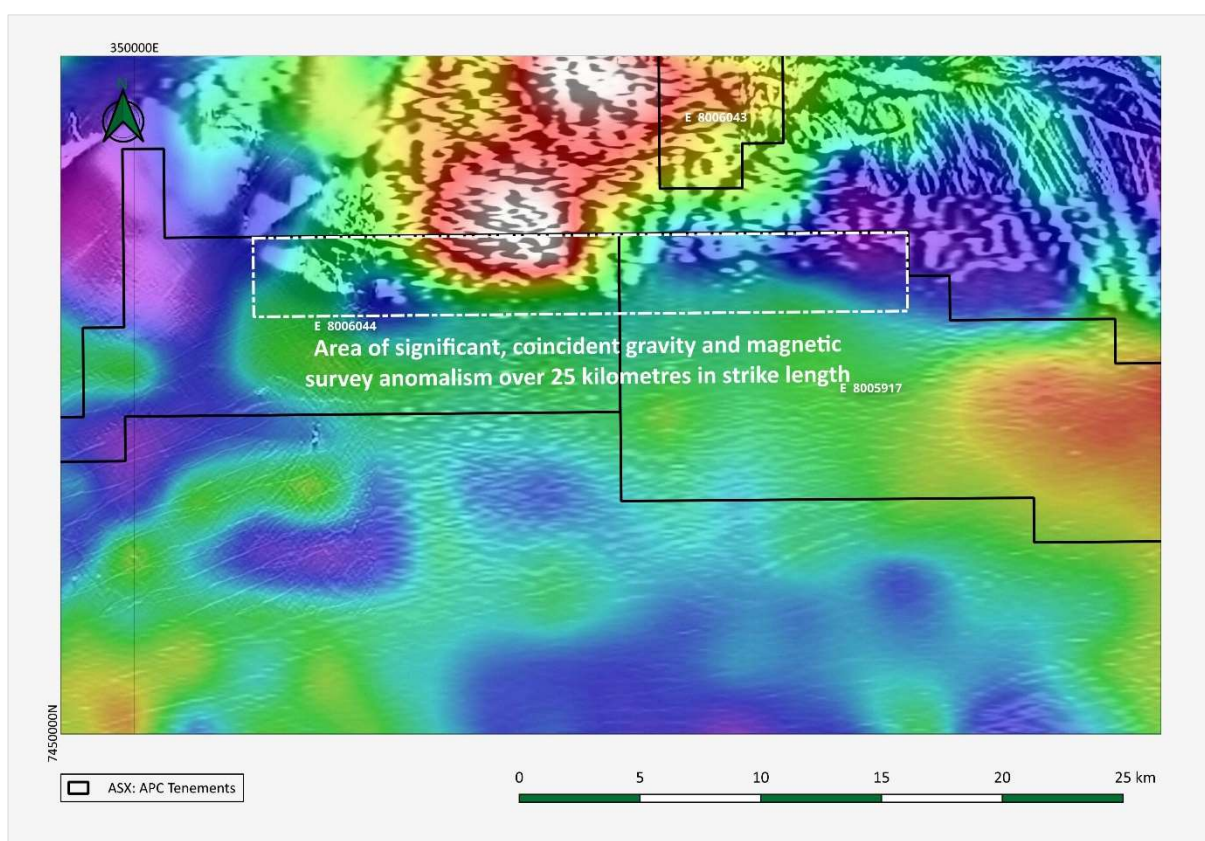 350000E
N
E 8006043
E 8006044
Area of significant, coincident gravity and magnetic
survey anomalism over 25 kilometres in strike length
E 8005917
7450000N
ASX: APC Tenements
0 5 10 15 20 25 km